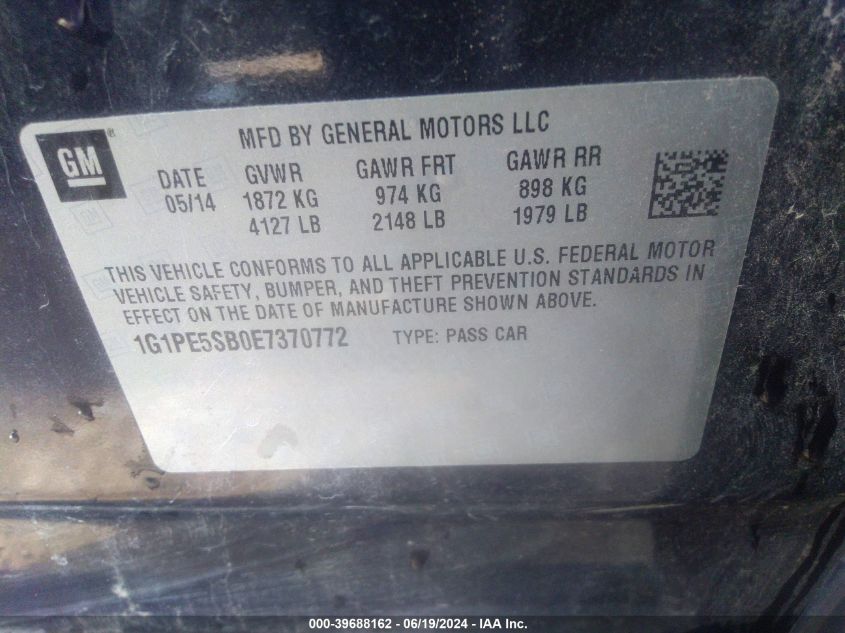 GM ®
MFD BY GENERAL MOTORS LLC
DATE GVWR GAWR FRT GAWR RR
05/14 1872 KG 974 KG 898 KG
4127 LB 2148 LB 1979 LB
THIS VEHICLE CONFORMS TO ALL APPLICABLE U.S. FEDERAL MOTOR
VEHICLE SAFETY, BUMPER, AND THEFT PREVENTION STANDARDS IN
EFFECT ON THE DATE OF MANUFACTURE SHOWN ABOVE.
1G1PE5SB0E7370772 TYPE: PASS CAR
000-39688162 - 06/19/2024 - IAA Inc.